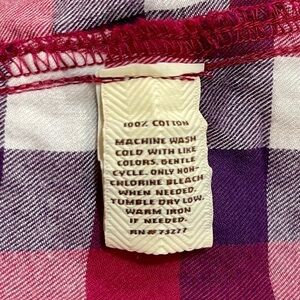 100% COTTON
MACHINE WASH
COLD WITH LIKE
COLORS, GENTLE
CYCLE. ONLY NON-
CHLORINE BLEACH
WHEN NEEDED.
TUMBLE DRY LOW.
WARM IRON
IF NEEDED.
RN# 73277